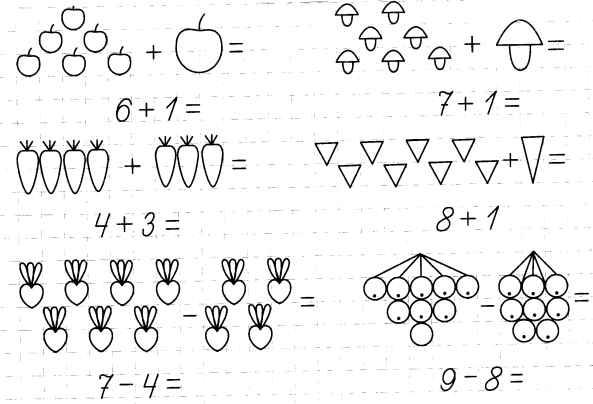 + =
+ =
6 + 1 =
7 + 1 =
+ =
+ =
4 + 3 =
8 + 1
- =
- =
7 - 4 =
9 - 8 =